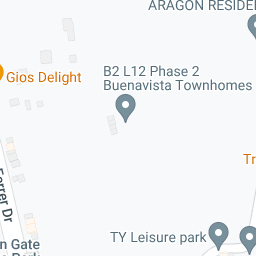 ARAGON RESIDE
Gios Delight
B2 L12 Phase 2
Buenavista Townhomes
Tr
Ferrer Dr
n Gate
TY Leisure park